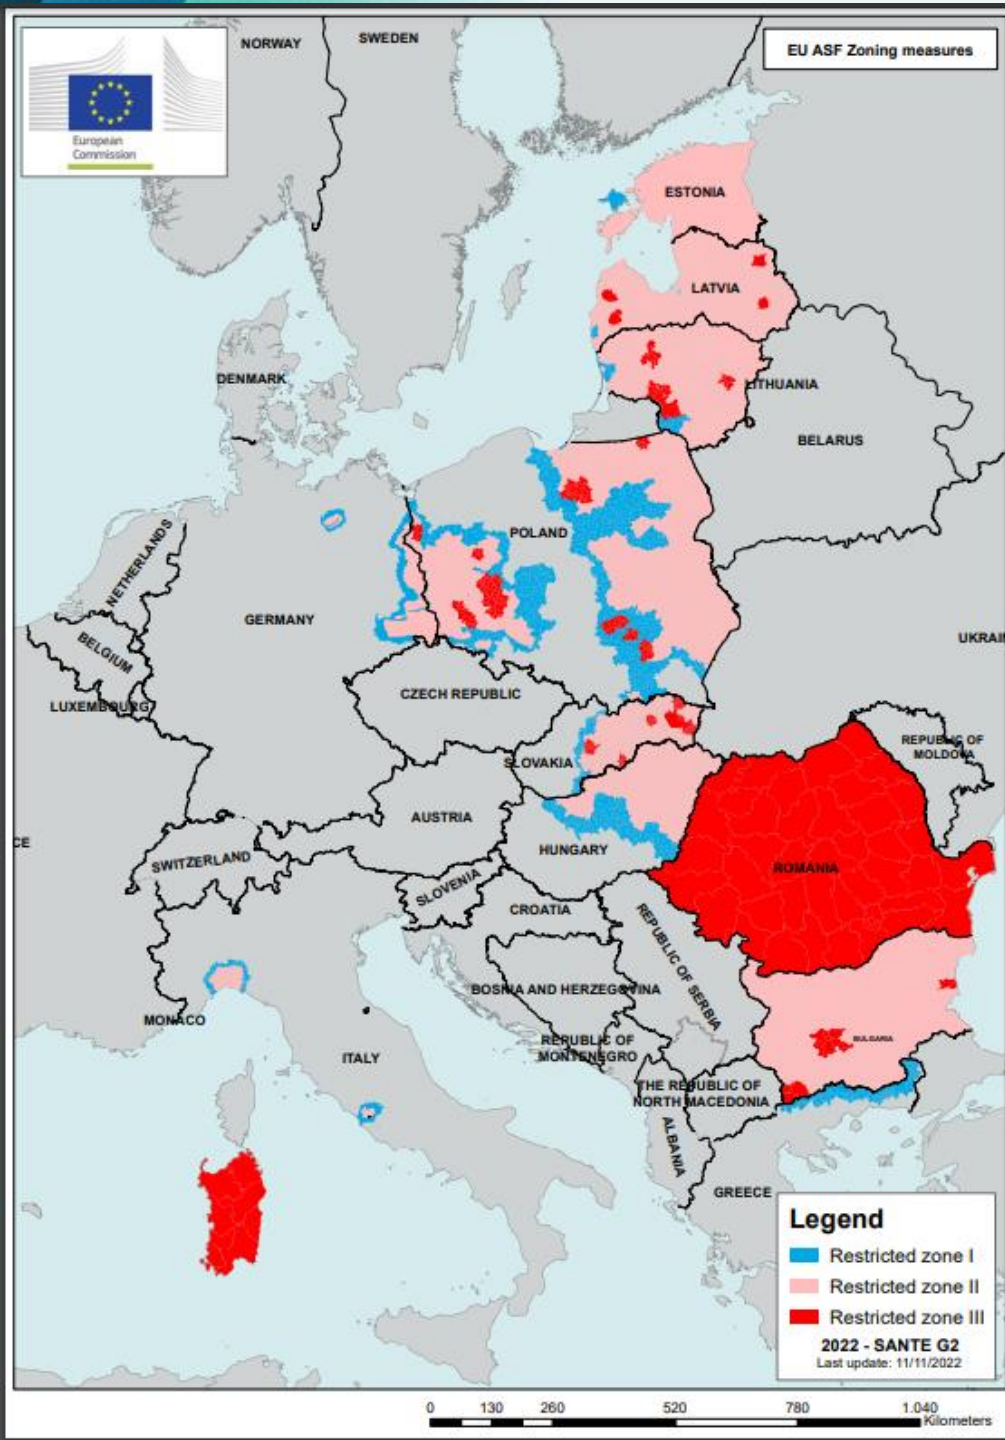 NORWAY
SWEDEN
EU ASF Zoning measures
European
Commission
ESTONIA
LATVIA
DENMARK
LITHUANIA
BELARUS
NETHERLANDS
POLAND
GERMANY
BELGIUM
UKRAI
CZECH REPUBLIC
LUXEMBOURG
REPUBLIC OF
MOLDOVA
SLOVAKIA
AUSTRIA
CE
HUNGARY
SWITZERLAND
ROMANIA
SLOVENIA
CROATIA
REPUBLIC OF SERBIA
BOSNIA AND HERZEGOVINA
MONACO
BULGARIA
REPUBLIC OF
MONTENEGRO
ITALY
THE REPUBLIC OF
NORTH MACEDONIA
ALBANIA
GREECE
Legend
Restricted zone I
Restricted zone II
Restricted zone III
2022 - SANTE G2
Last update: 11/11/2022
0 130 260 520 780 1.040
Kilometers